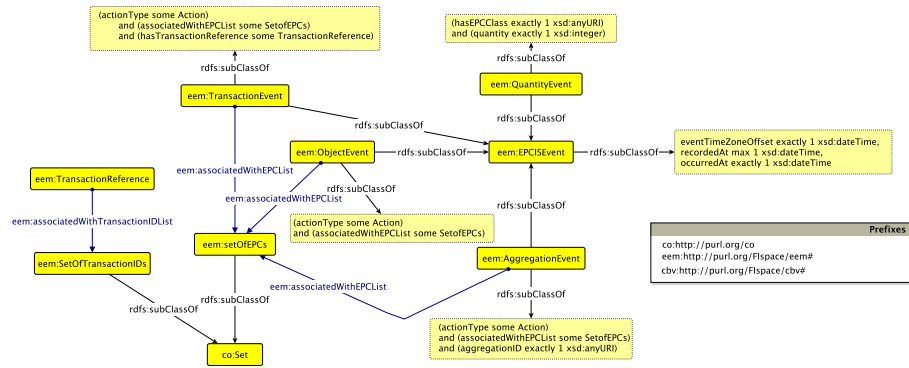 (actionType some Action)
and (associatedWithEPCList some SetofEPCs)
and (hasTransactionReference some TransactionReference)
(hasEPCClass exactly 1 xsd:anyURI)
and (quantity exactly 1 xsd:integer)
rdfs:subClassOf
rdfs:subClassOf
eem:TransactionEvent
eem:QuantityEvent
rdfs:subClassOf
rdfs:subClassOf
eem:ObjectEvent
rdfs:subClassOf
eem:EPCISEvent
rdfs:subClassOf
eventTimeZoneOffset exactly 1 xsd:dateTime,
recordedAt max 1 xsd:dateTime,
occurredAt exactly 1 xsd:dateTime
eem:associatedWithEPCList
eem:TransactionReference
rdfs:subClassOf
eem:associatedWithEPCList
rdfs:subClassOf
eem:associatedWithTransactionIDList
(actionType some Action)
and (associatedWithEPCList some SetofEPCs)
eem:setOfEPCs
Prefixes
co:http://purl.org/co
eem:http://purl.org/FIspace/eem#
cbv:http://purl.org/FIspace/cbv#
eem:SetOfTransactionIDs
eem:AggregationEvent
eem:associatedWithEPCList
rdfs:subClassOf
rdfs:subClassOf
rdfs:subClassOf
(actionType some Action)
and (associatedWithEPCList some SetofEPCs)
and (aggregationID exactly 1 xsd:anyURI)
co:Set